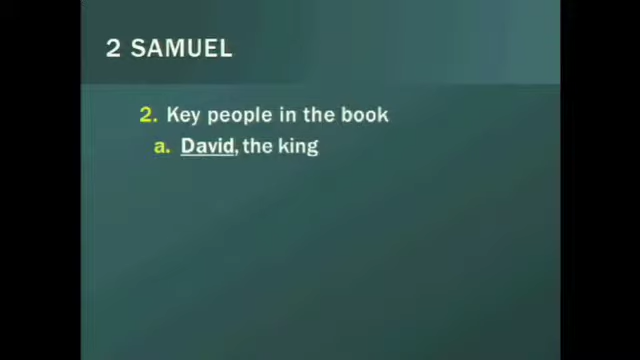 2 SAMUEL
2. Key people in the book
a. David, the king